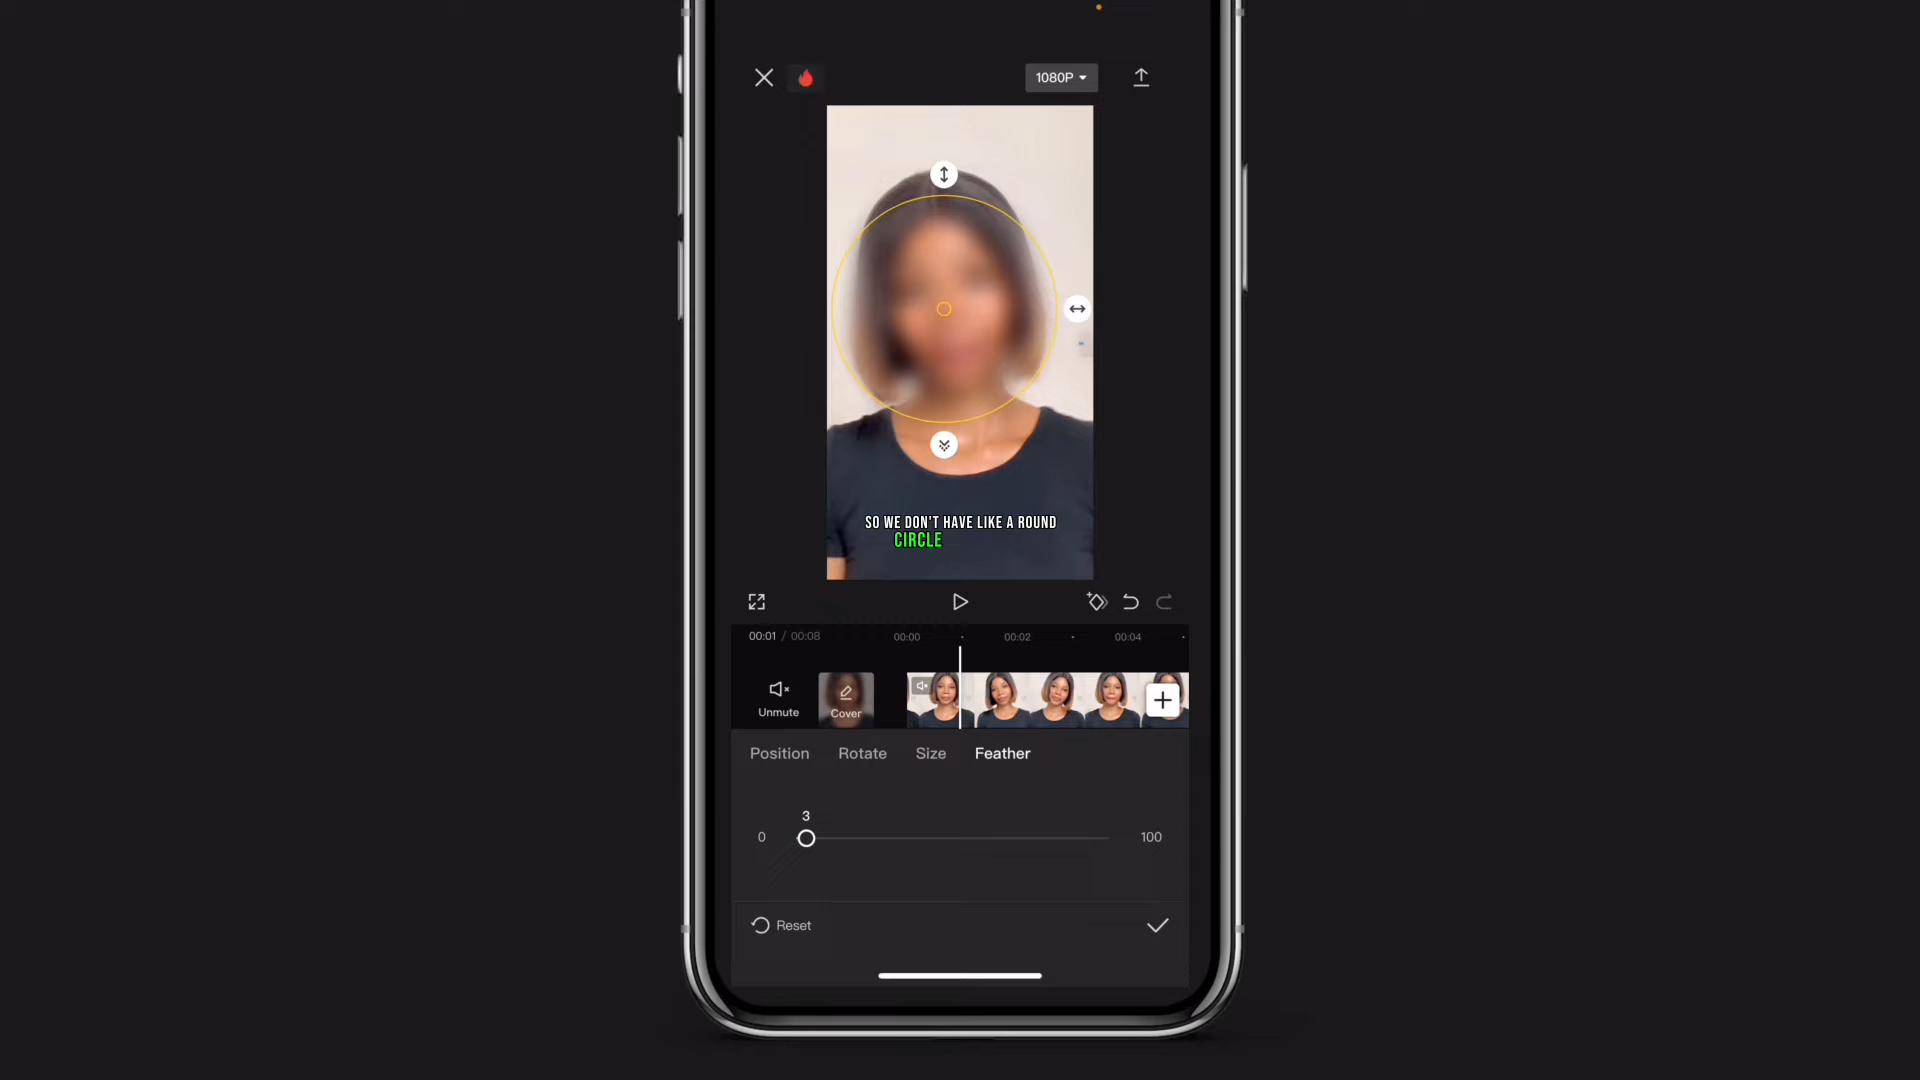 1080P
SO WE DON'T HAVE LIKE A ROUND
CIRCLE
00:01 / 00:08
00:00
00:02
00:04
Unmute
Cover
Position
Rotate
Size
Feather
3
0
100
Reset